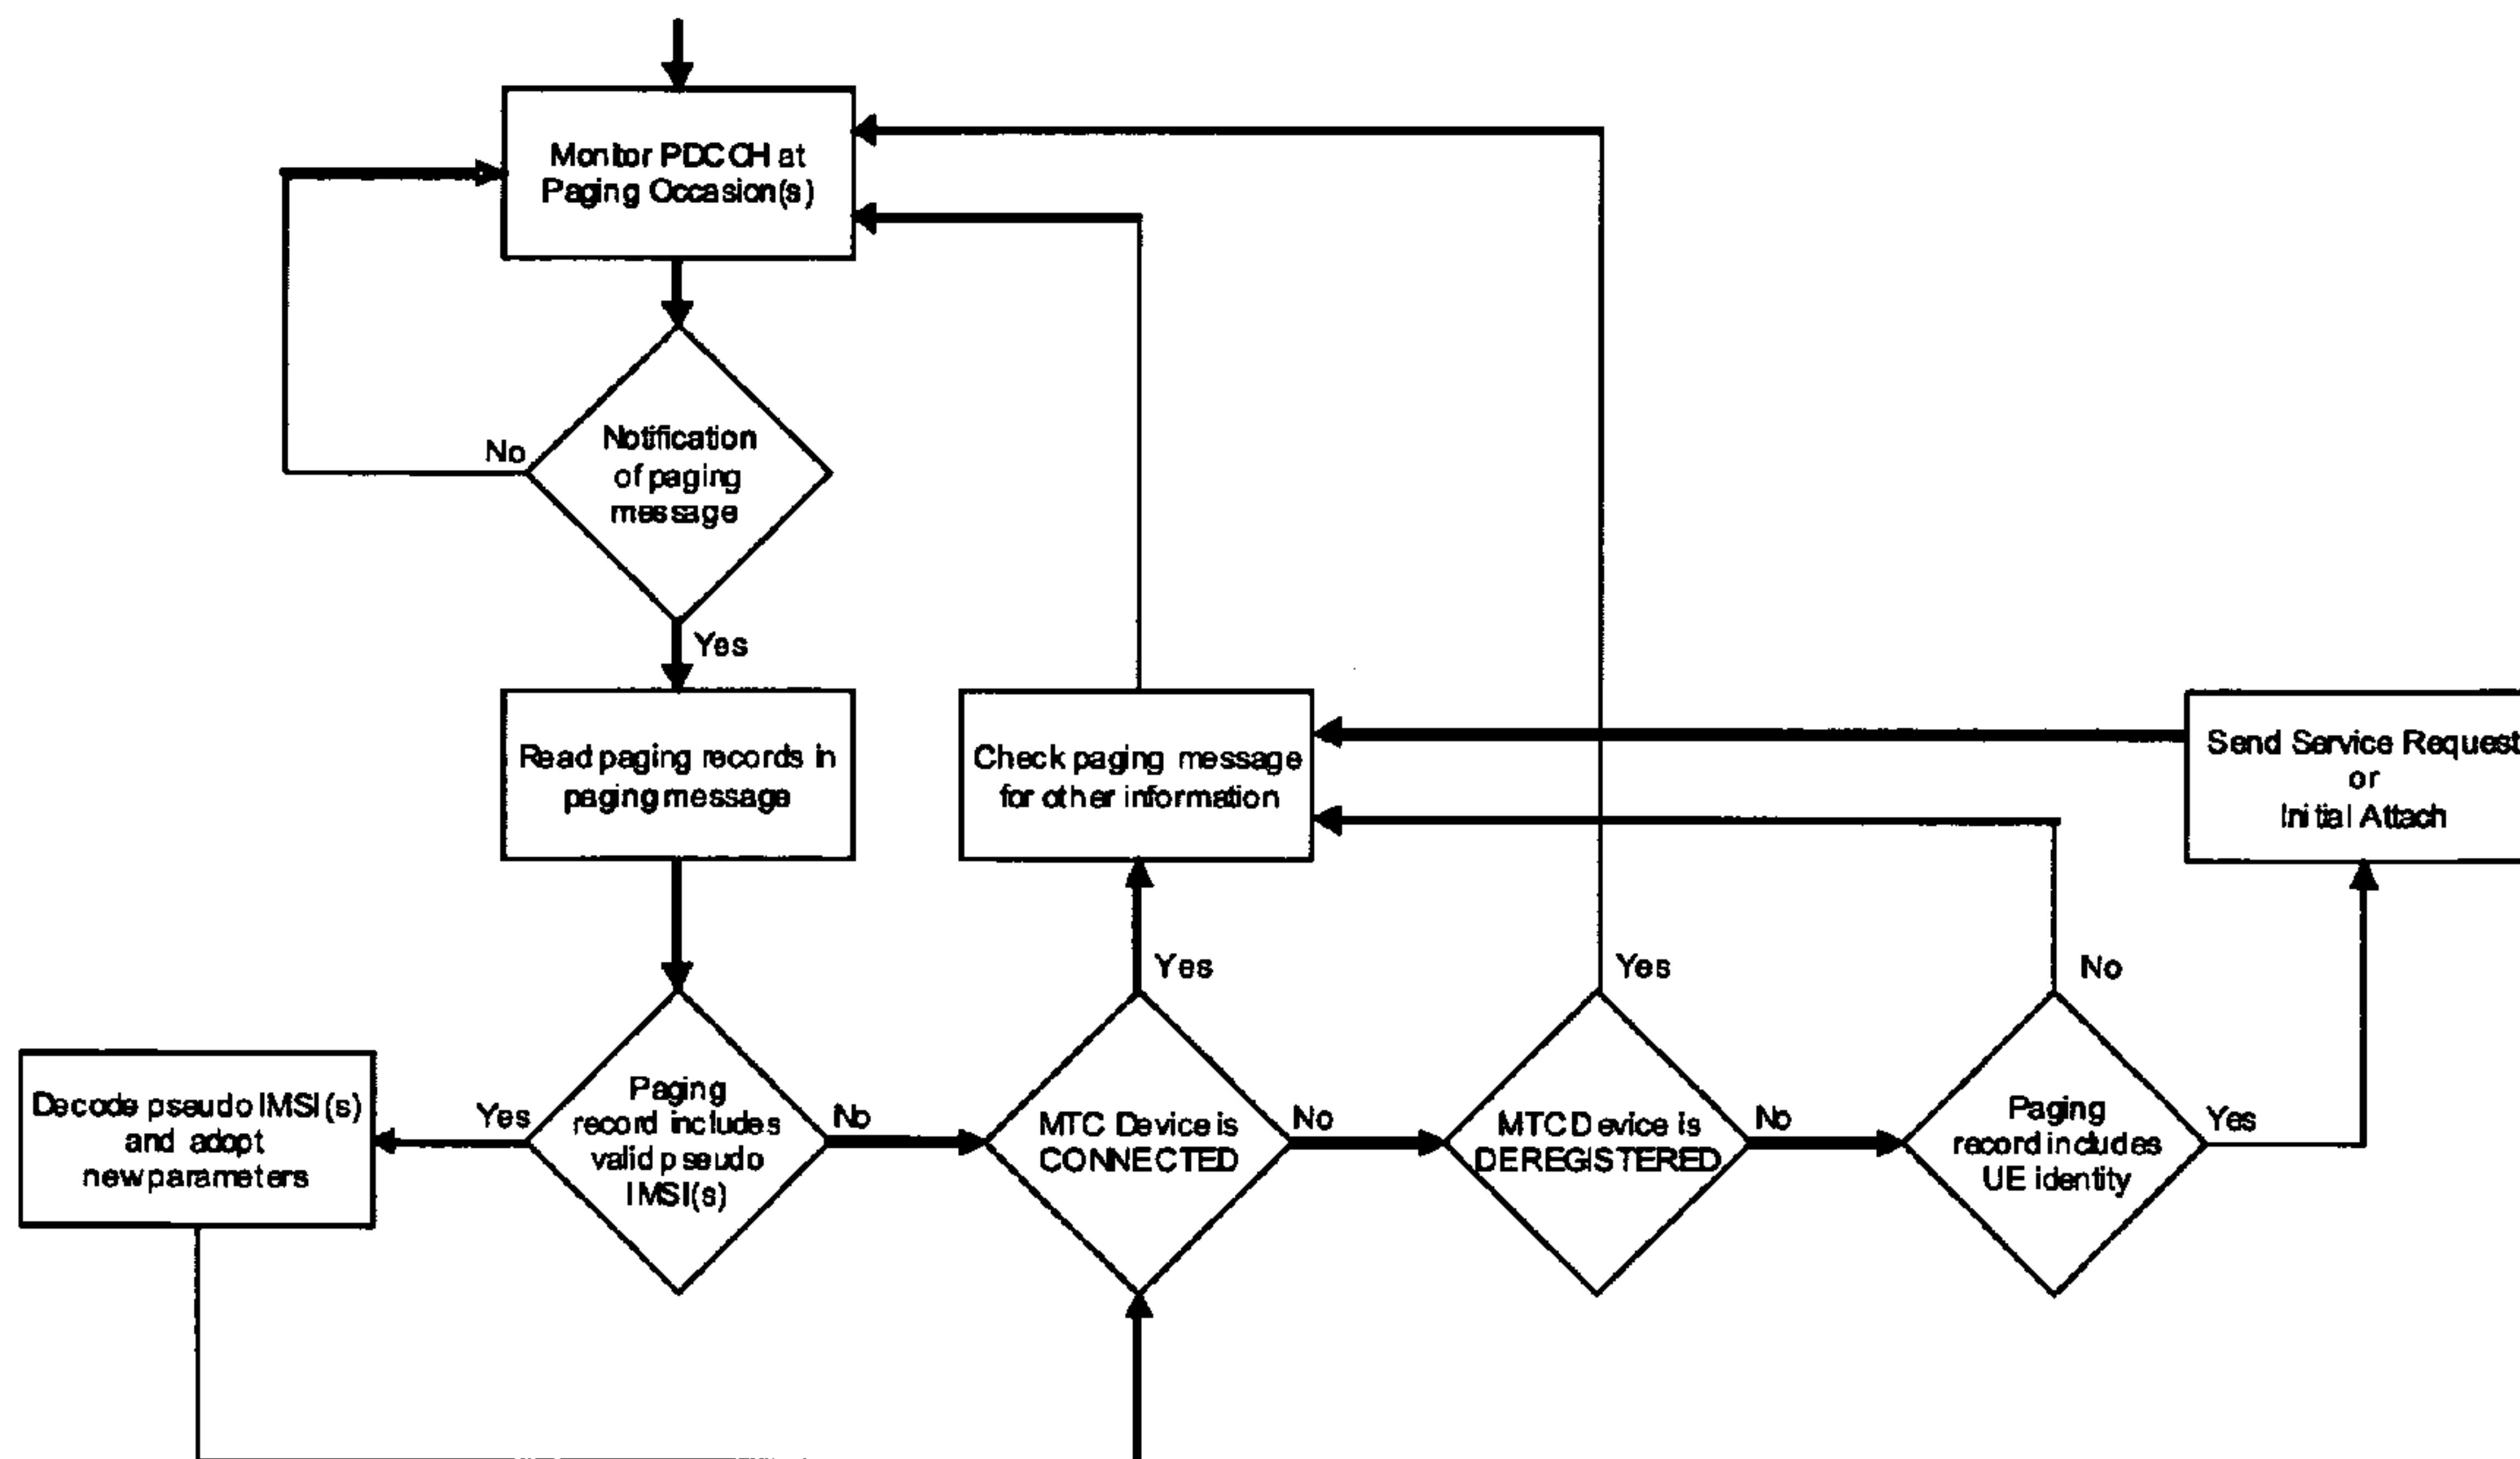 Monitor PDCCH at
Paging Occasion(s)
No
Notification
of paging
message
Yes
Read paging records in
paging message
Check paging message
for other information
Send Service Request
or
Initial Attach
Yes
Yes
No
Decode pseudo IMSI(s)
and adopt
new parameters
Yes
Paging
record includes
valid pseudo
IMSI(s)
No
MTC Device is
CONNECTED
No
MTC Device is
DEREGISTERED
No
Paging
record includes
UE identity
Yes